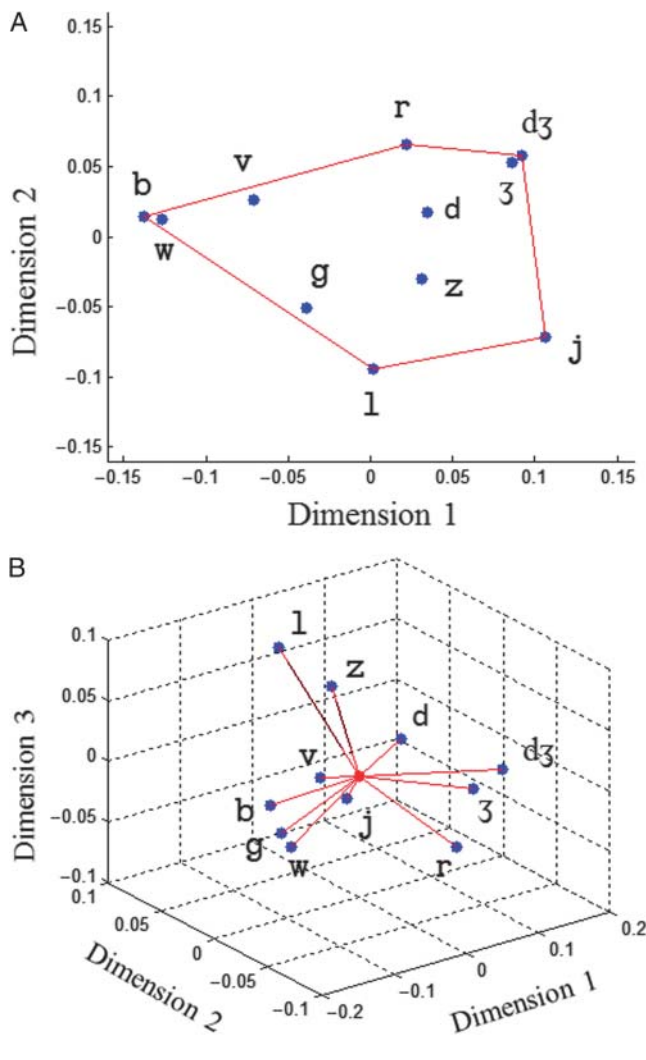 A
0.15
0.1
0.05
0
−0.05
−0.1
−0.15
Dimension 2
b
w
v
g
r
d
z
l
dʒ
ʒ
j
−0.15 −0.1 −0.05 0 0.05 0.1 0.15
Dimension 1
B
0.1
0.05
0
−0.05
−0.1
Dimension 3
l
z
d
dʒ
v
ʒ
b
j
g
w
r
0.1
0.05
0
−0.05
−0.1
Dimension 2
−0.2
−0.1
0
0.1
0.2
Dimension 1